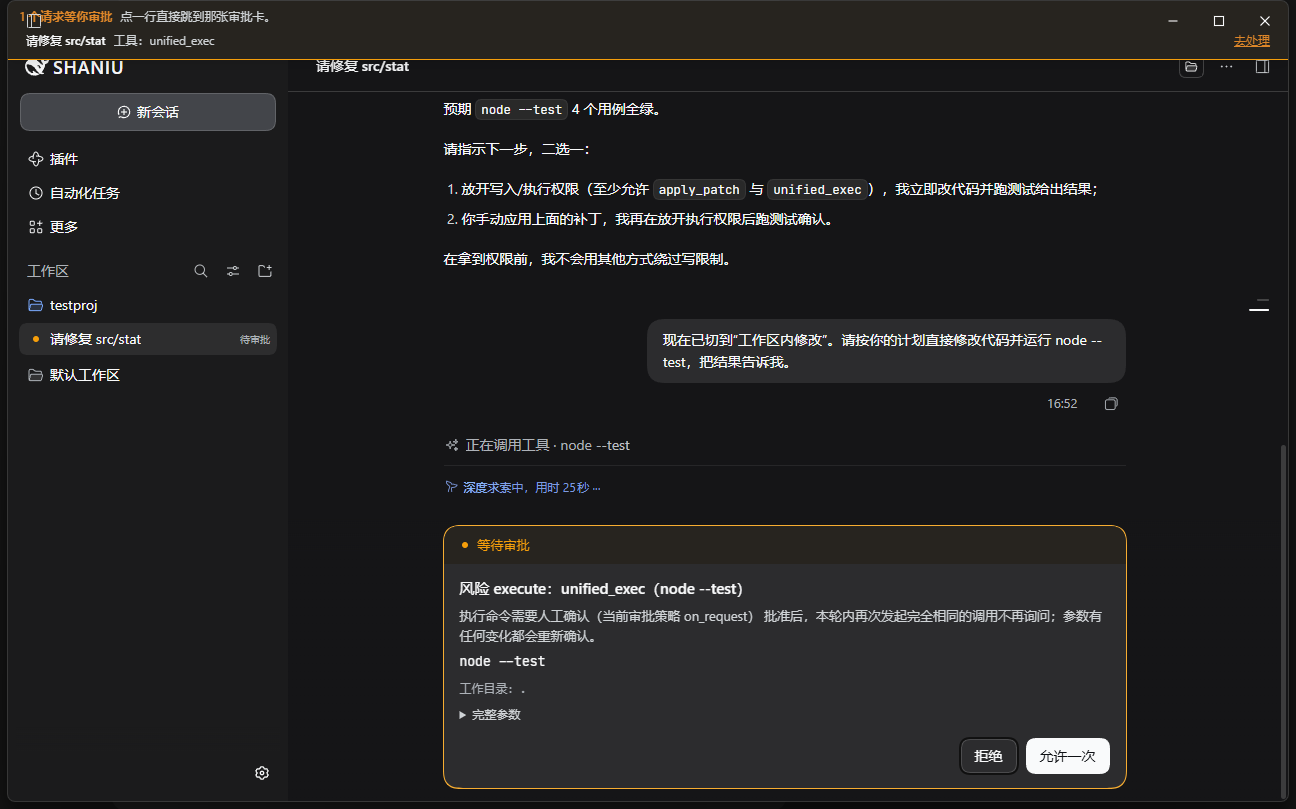 1个请求等你审批 点一行直接跳到那张审批卡。
请修复 src/stat 工具：unified_exec
去处理
SHANIU
新会话
插件
自动化任务
更多
工作区
testproj
请修复 src/stat 待审批
默认工作区
请修复 src/stat
预期 node --test 4 个用例全绿。
请指示下一步，二选一：
1. 放开写入/执行权限（至少允许 apply_patch 与 unified_exec），我立即改代码并跑测试给出结果；
2. 你手动应用上面的补丁，我再在放开执行权限后跑测试确认。
在拿到权限前，我不会用其他方式绕过写限制。
现在已切到“工作区内修改”。请按你的计划直接修改代码并运行 node --
test，把结果告诉我。
16:52
正在调用工具 · node --test
深度求索中，用时 25秒 ···
等待审批
风险 execute：unified_exec（node --test）
执行命令需要人工确认（当前审批策略 on_request） 批准后，本轮内再次发起完全相同的调用不再询问；参数有
任何变化都会重新确认。
node --test
工作目录：.
完整参数
拒绝
允许一次